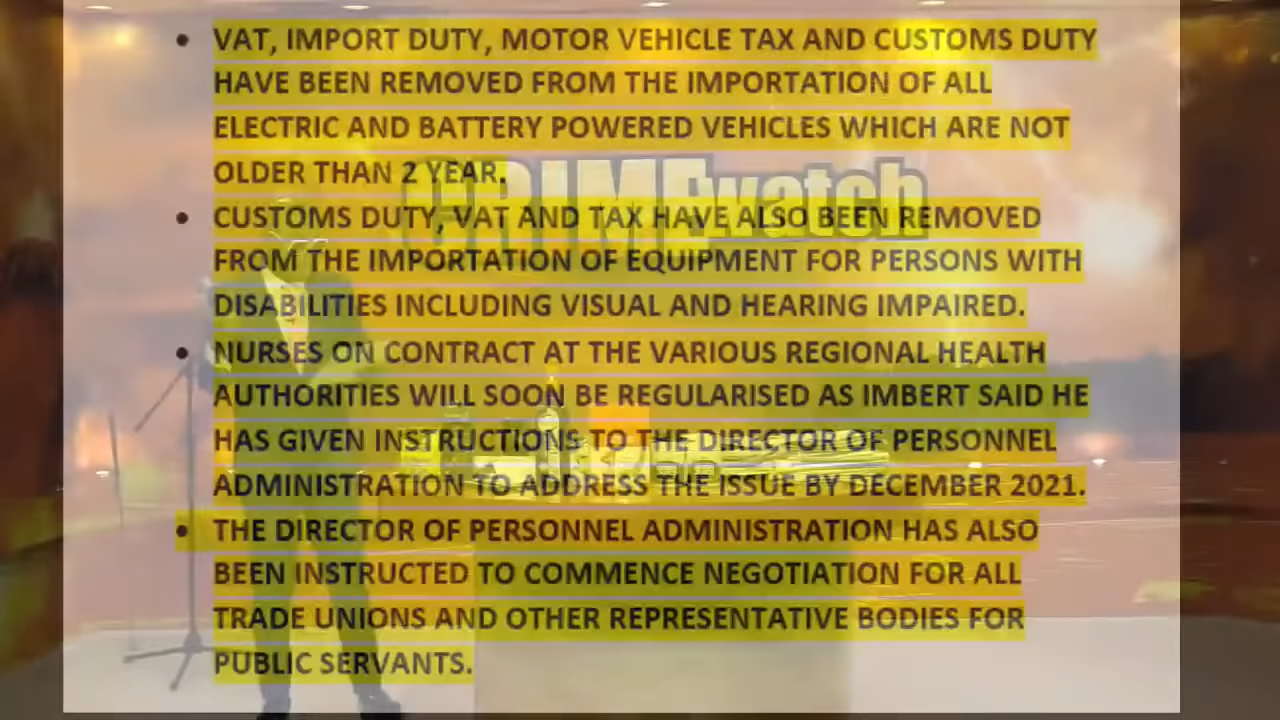 • VAT, IMPORT DUTY, MOTOR VEHICLE TAX AND CUSTOMS DUTY
HAVE BEEN REMOVED FROM THE IMPORTATION OF ALL
ELECTRIC AND BATTERY POWERED VEHICLES WHICH ARE NOT
OLDER THAN 2 YEAR.
CRIMEwatch
• CUSTOMS DUTY, VAT AND TAX HAVE ALSO BEEN REMOVED
FROM THE IMPORTATION OF EQUIPMENT FOR PERSONS WITH
DISABILITIES INCLUDING VISUAL AND HEARING IMPAIRED.
• NURSES ON CONTRACT AT THE VARIOUS REGIONAL HEALTH
AUTHORITIES WILL SOON BE REGULARISED AS IMBERT SAID HE
HAS GIVEN INSTRUCTIONS TO THE DIRECTOR OF PERSONNEL
ADMINISTRATION TO ADDRESS THE ISSUE BY DECEMBER 2021.
• THE DIRECTOR OF PERSONNEL ADMINISTRATION HAS ALSO
BEEN INSTRUCTED TO COMMENCE NEGOTIATION FOR ALL
TRADE UNIONS AND OTHER REPRESENTATIVE BODIES FOR
PUBLIC SERVANTS.